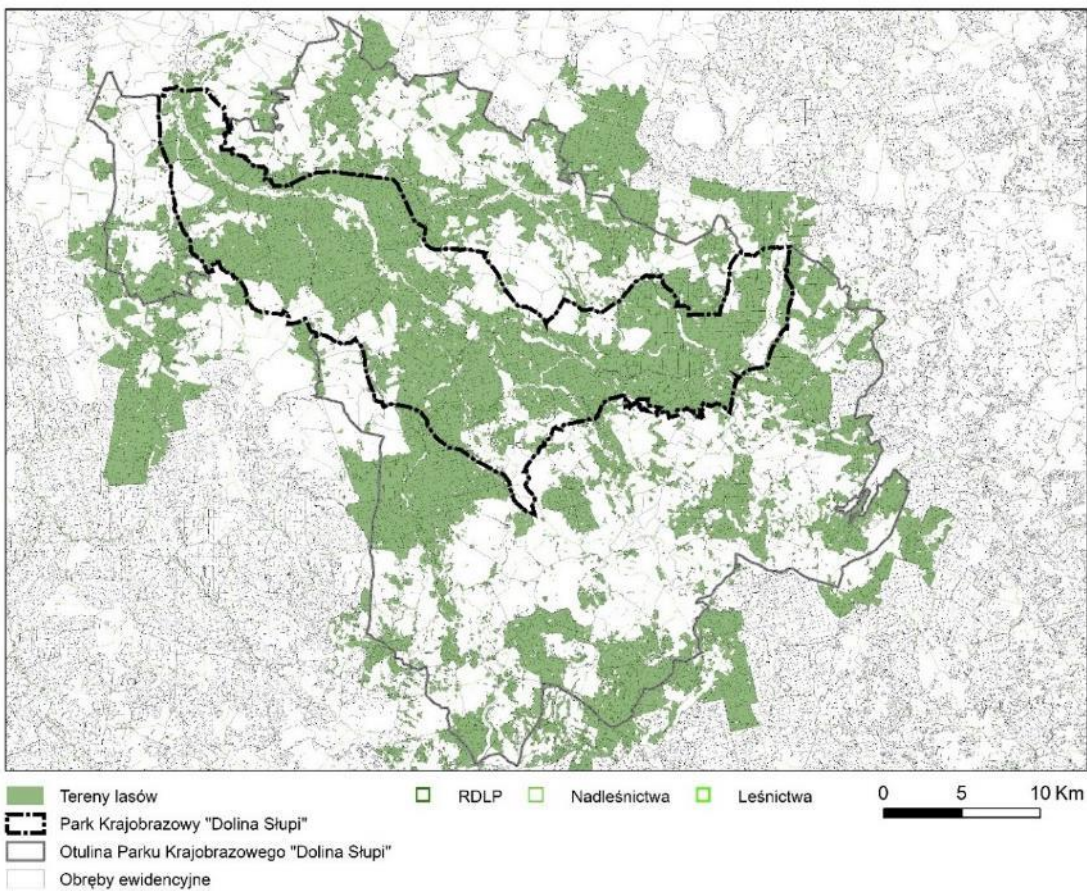 Tereny lasów
RDLP
Nadleśnictwa
Leśnictwa
0 5 10 Km
Park Krajobrazowy "Dolina Słupi"
Otulina Parku Krajobrazowego "Dolina Słupi"
Obręby ewidencyjne